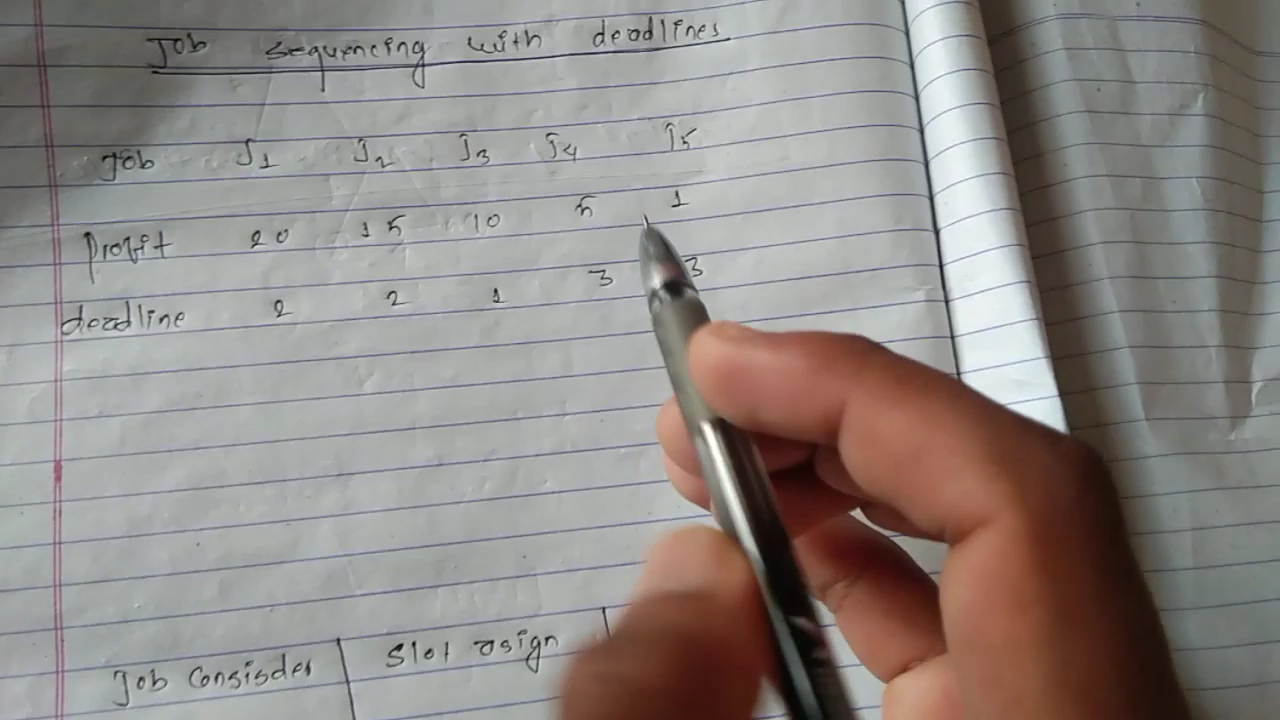 Job sequencing with deadlines
Job J1 J2 J3 J4 J5
Profit 20 15 10 5 1
deadline 2 2 1 3 3
Job Consisder Slot asign